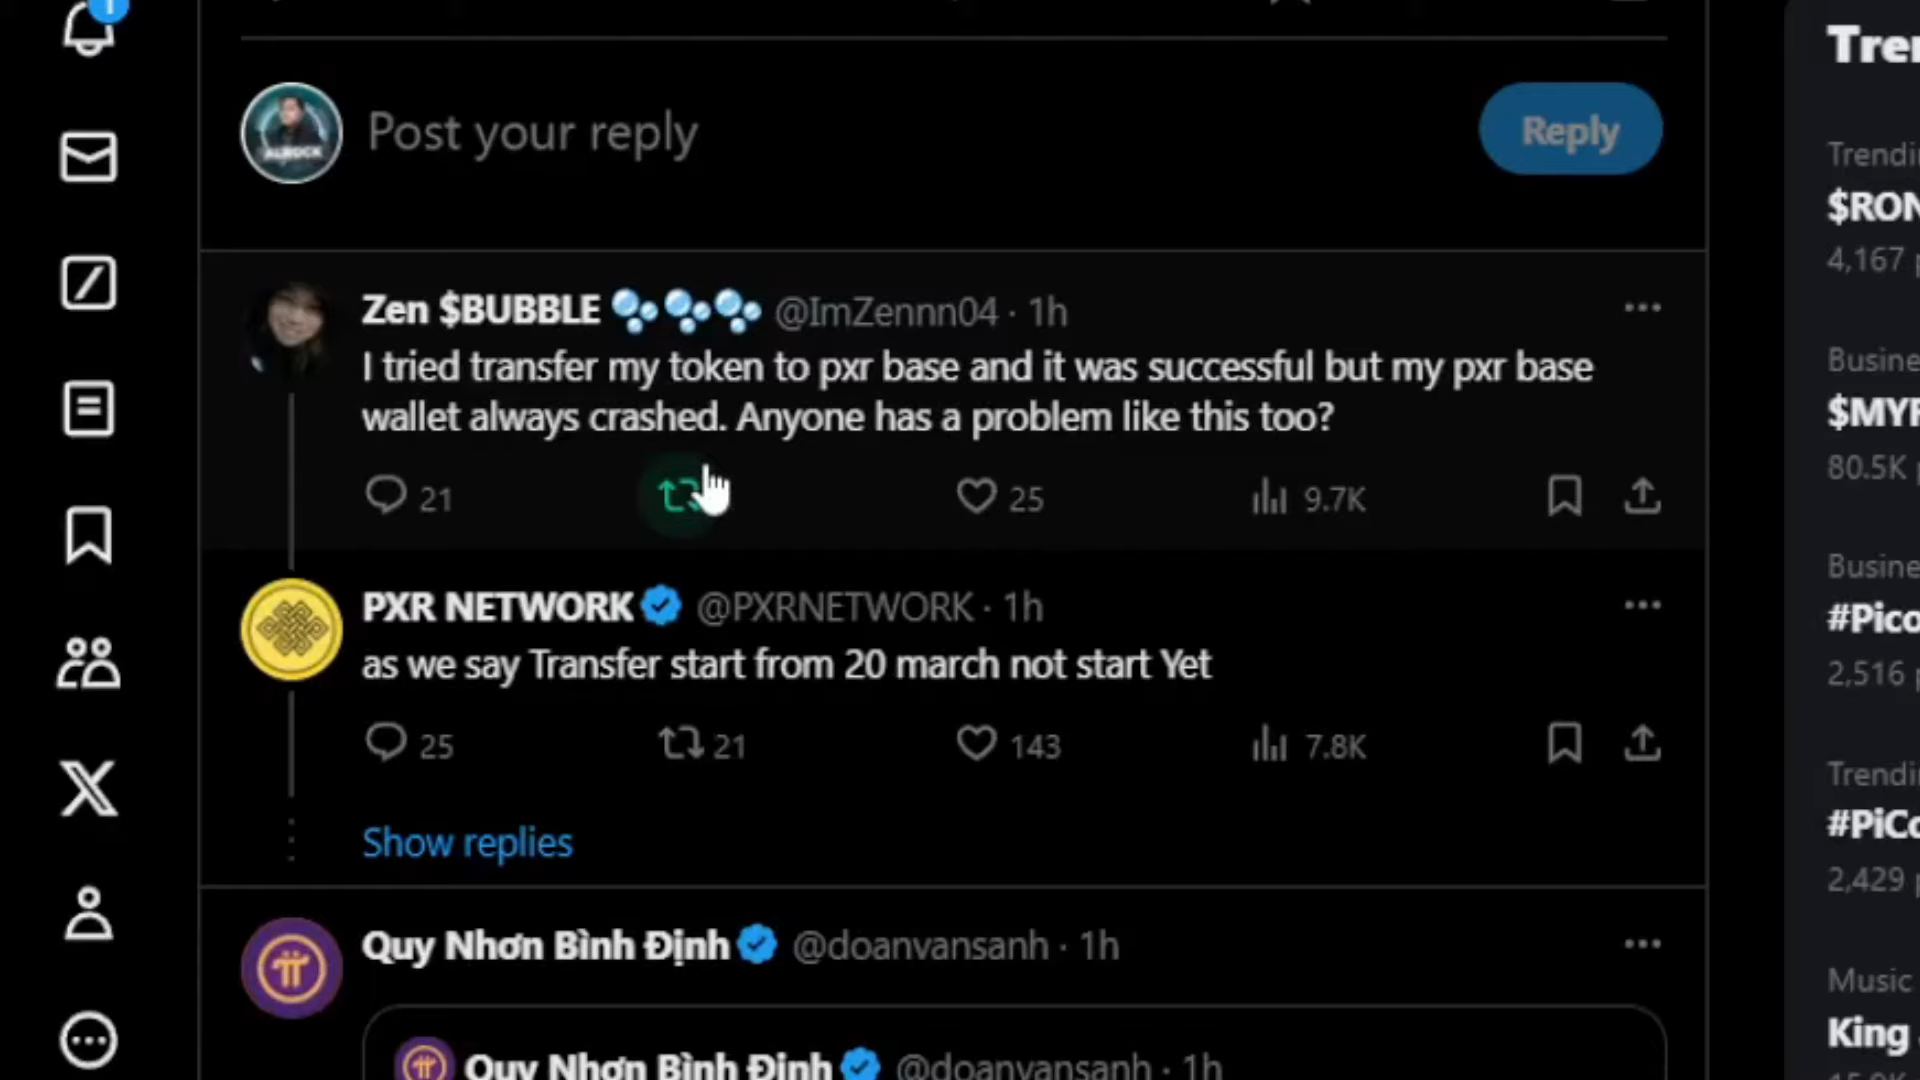 1
Tre
Post your reply
Reply
Trendi
$RON
4,167 p
Zen $BUBBLE 🫧🫧🫧 @ImZennn04 · 1h
I tried transfer my token to pxr base and it was successful but my pxr base
wallet always crashed. Anyone has a problem like this too?
21 25 9.7K
Busine
$MYR
80.5K p
PXR NETWORK @PXRNETWORK · 1h
as we say Transfer start from 20 march not start Yet
25 21 143 7.8K
Show replies
Busine
#Pico
2,516 p
Trendi
#PiCo
2,429 p
Quy Nhơn Bình Định @doanvansanh · 1h
Quy Nhơn Bình Định @doanvansanh · 1h
Music
King